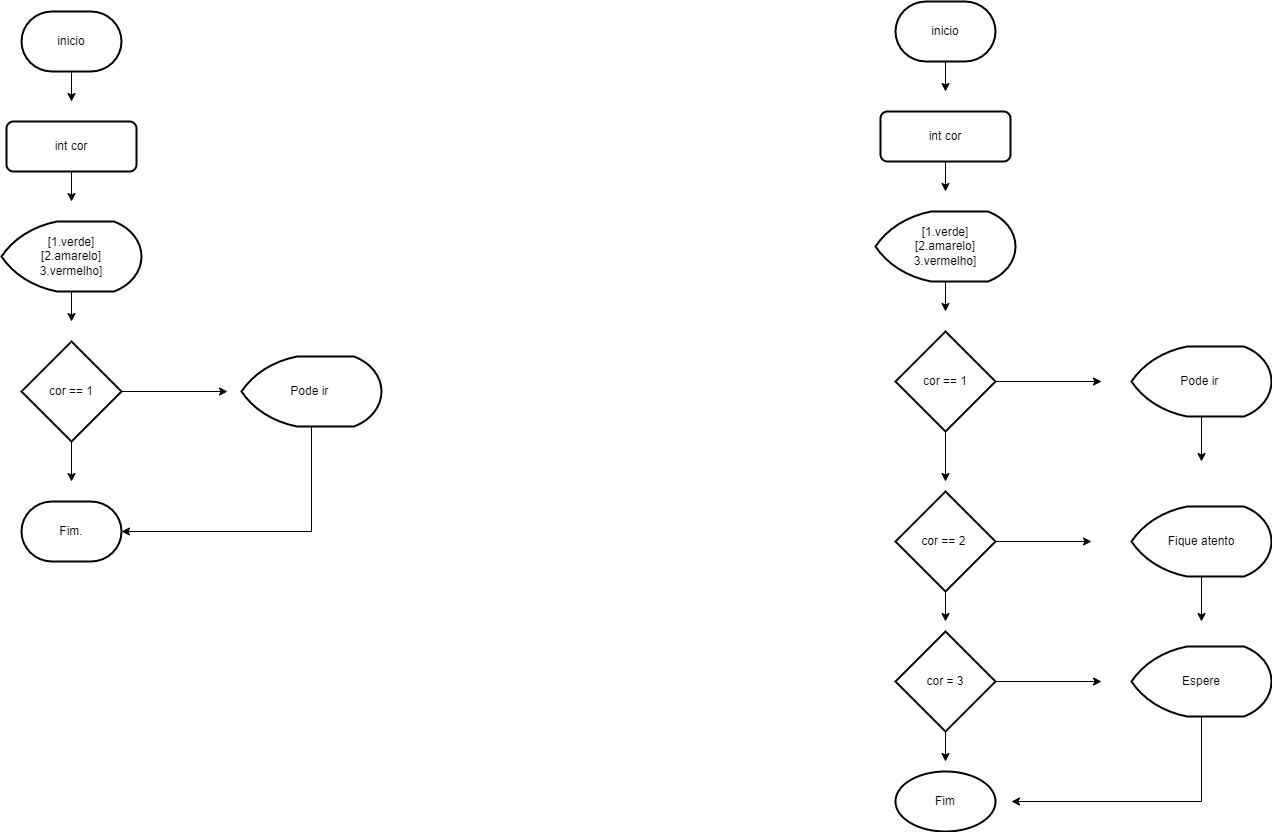 inicio
int cor
[1.verde]
[2.amarelo]
3.vermelho]
cor == 1
Pode ir
Fim.
inicio
int cor
[1.verde]
[2.amarelo]
3.vermelho]
cor == 1
Pode ir
cor == 2
Fique atento
cor = 3
Espere
Fim